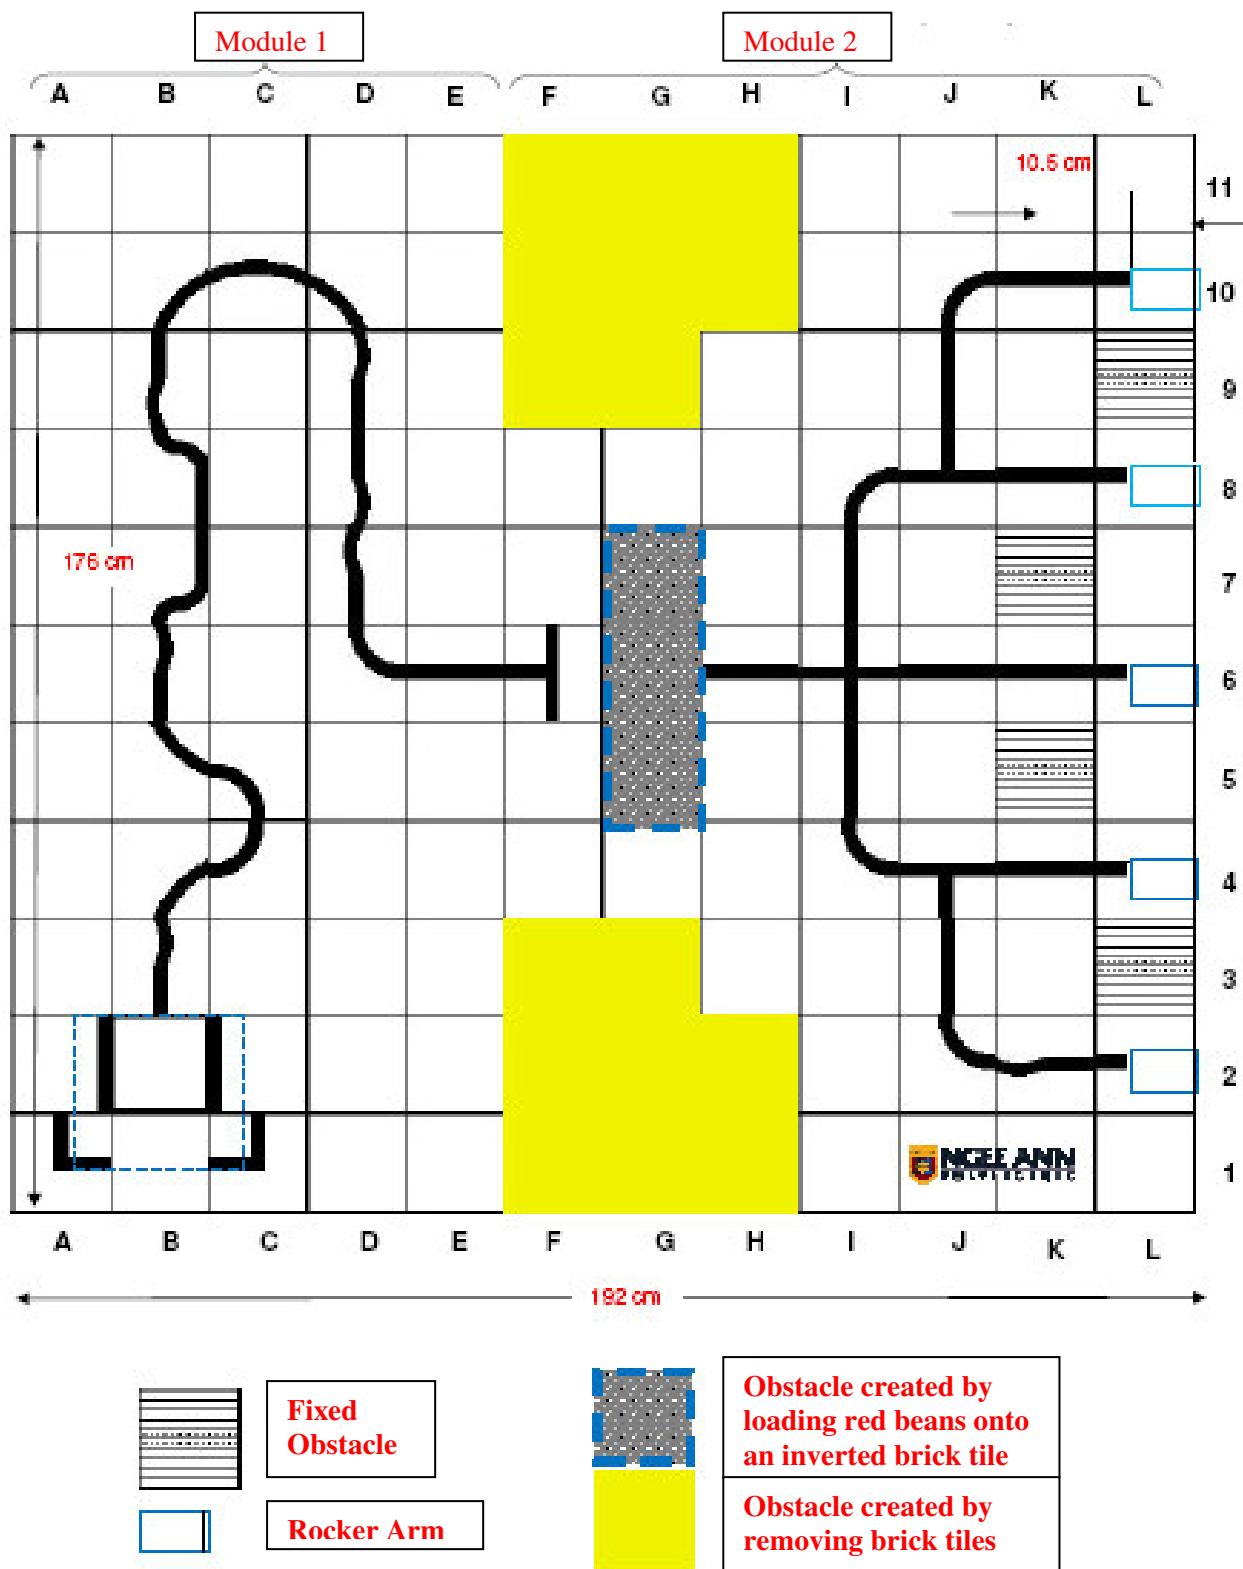 Module 1
Module 2
A B C D E F G H I J K L
10.5 cm
11
10
9
8
176 cm
7
6
5
4
3
2
NGEE ANN
POLYTECHNIC
1
A B C D E F G H I J K L
192 cm
Fixed
Obstacle
Obstacle created by
loading red beans onto
an inverted brick tile
Rocker Arm
Obstacle created by
removing brick tiles